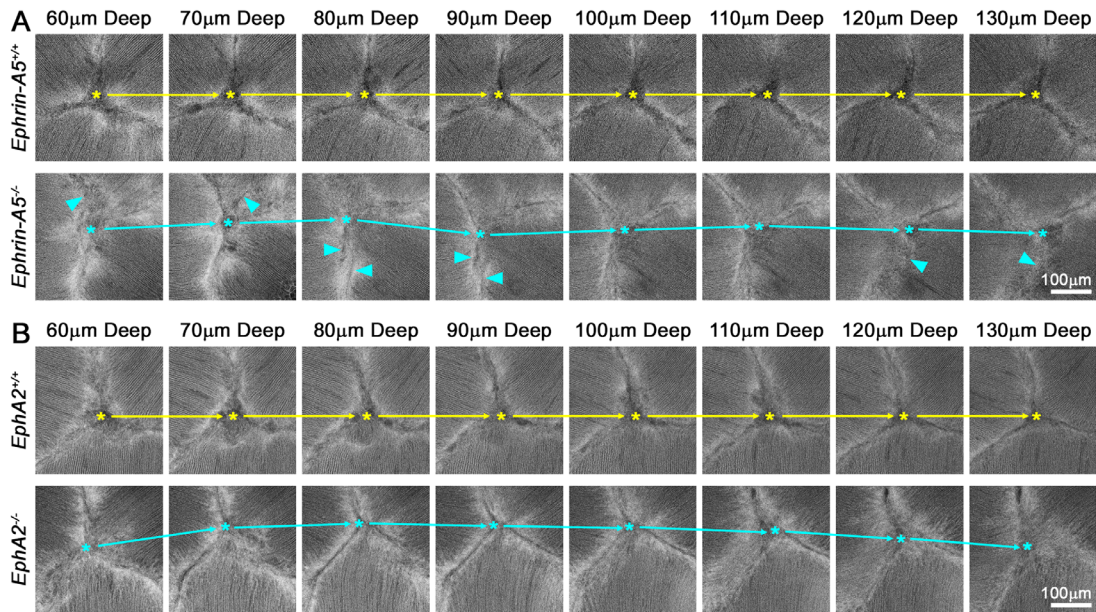 A
60μm Deep 70μm Deep 80μm Deep 90μm Deep 100μm Deep 110μm Deep 120μm Deep 130μm Deep
Ephrin-A5+/+
Ephrin-A5-/-
100μm
B
60μm Deep 70μm Deep 80μm Deep 90μm Deep 100μm Deep 110μm Deep 120μm Deep 130μm Deep
EphA2+/+
EphA2-/-
100μm